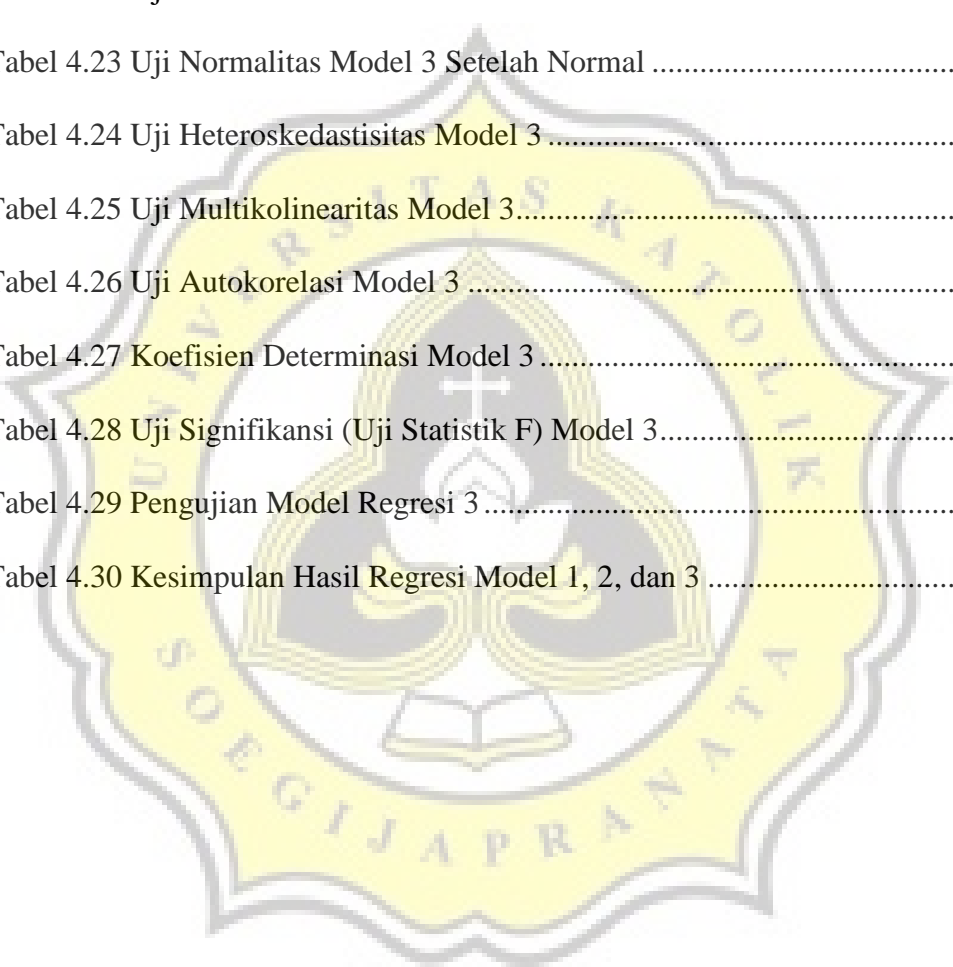 Tabel 4.23 Uji Normalitas Model 3 Setelah Normal ....................................
Tabel 4.24 Uji Heteroskedastisitas Model 3 .................................................
Tabel 4.25 Uji Multikolinearitas Model 3.....................................................
Tabel 4.26 Uji Autokorelasi Model 3 ...........................................................
Tabel 4.27 Koefisien Determinasi Model 3 ..................................................
Tabel 4.28 Uji Signifikansi (Uji Statistik F) Model 3....................................
Tabel 4.29 Pengujian Model Regresi 3 .........................................................
Tabel 4.30 Kesimpulan Hasil Regresi Model 1, 2, dan 3 ..............................
UNIVERSITAS KATOLIK
SOEGIJAPRANATA